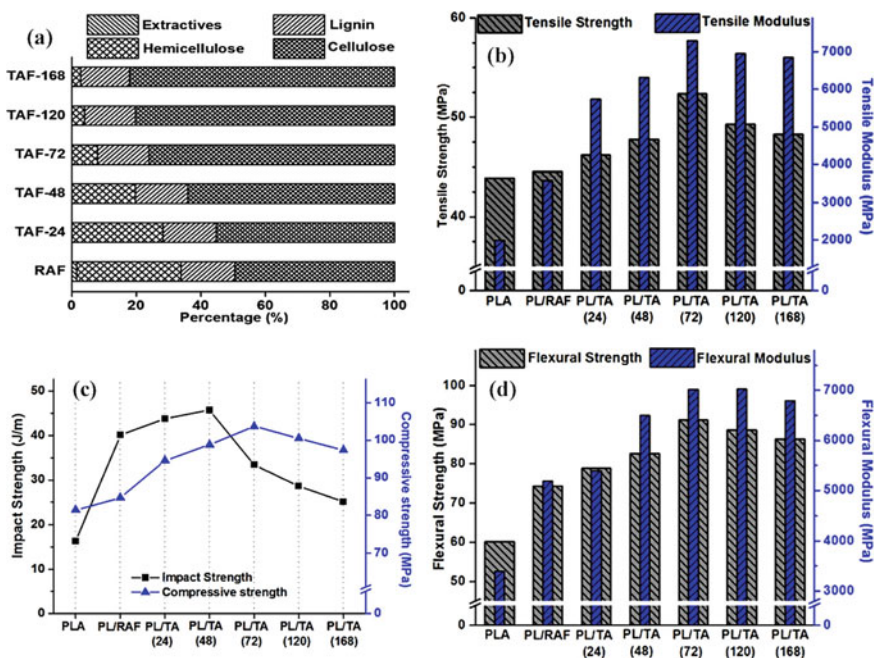 (a)
Extractives
Lignin
Hemicellulose
Cellulose
TAF-168
TAF-120
TAF-72
TAF-48
TAF-24
RAF
0 20 40 60 80 100
Percentage (%)
(b)
Tensile Strength
Tensile Modulus
Tensile Strength (MPa)
60
50
40
0
Tensile Modulus (MPa)
7000
6000
5000
4000
3000
2000
0
PLA PL/RAF PL/TA PL/TA PL/TA PL/TA PL/TA
(24) (48) (72) (120) (168)
(c)
Impact Strength (J/m)
50
40
30
20
10
0
Compressive strength (MPa)
110
100
90
80
70
0
Impact Strength
Compressive strength
PLA PL/RAF PL/TA PL/TA PL/TA PL/TA PL/TA
(24) (48) (72) (120) (168)
(d)
Flexural Strength
Flexural Modulus
Flexural Strength (MPa)
100
90
80
70
60
50
0
Flexural Modulus (MPa)
7000
6000
5000
4000
3000
0
PLA PL/RAF PL/TA PL/TA PL/TA PL/TA PL/TA
(24) (48) (72) (120) (168)